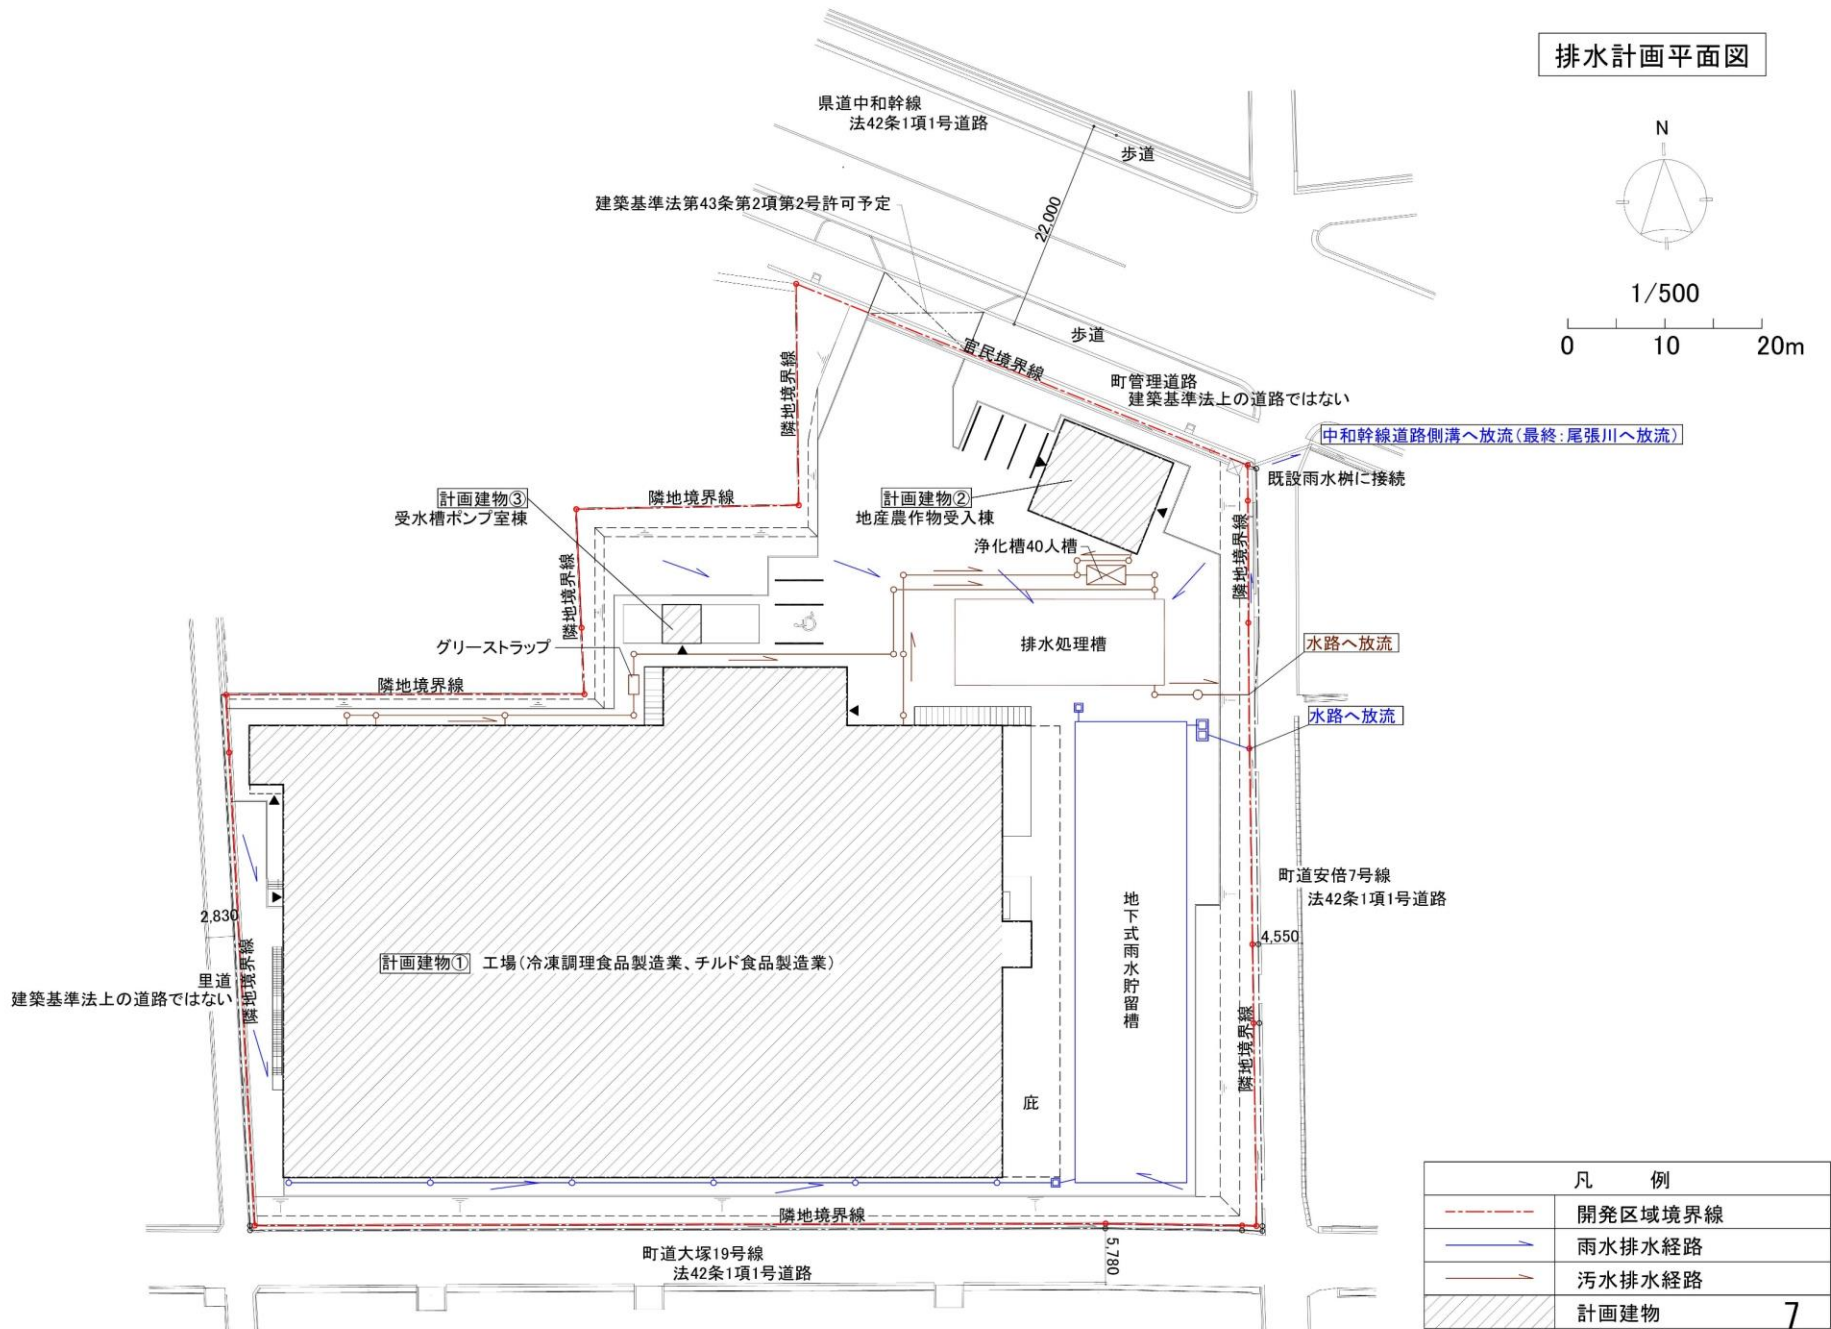 排水計画平面図
県道中和幹線
法42条1項1号道路
歩道
N
建築基準法第43条第2項第2号許可予定
22,000
1/500
0 10 20m
歩道
官民境界線
町管理道路
建築基準法上の道路ではない
隣地境界線
中和幹線道路側溝へ放流(最終:尾張川へ放流)
既設雨水桝に接続
計画建物③
受水槽ポンプ室棟
隣地境界線
計画建物②
地産農作物受入棟
浄化槽40人槽
隣地境界線
隣地境界線
グリーストラップ
排水処理槽
水路へ放流
隣地境界線
水路へ放流
町道安倍7号線
法42条1項1号道路
2,830
4,550
地下式雨水貯留槽
計画建物① 工場(冷凍調理食品製造業、チルド食品製造業)
里道
建築基準法上の道路ではない
隣地境界線
隣地境界線
庇
隣地境界線
町道大塚19号線
法42条1項1号道路
5,780
凡 例
開発区域境界線
雨水排水経路
汚水排水経路
計画建物
7